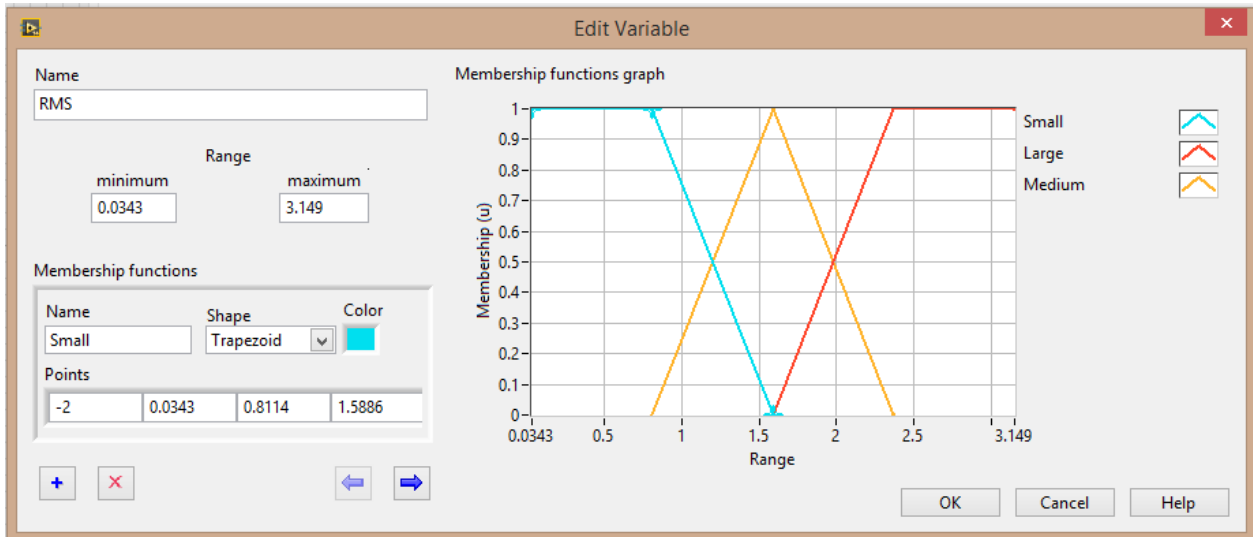 Edit Variable
Name
RMS
Range
minimum maximum
0.0343 3.149
Membership functions
Name Shape Color
Small Trapezoid
Points
-2 0.0343 0.8114 1.5886
Membership functions graph
Membership (u)
1
0.9
0.8
0.7
0.6
0.5
0.4
0.3
0.2
0.1
0
0.0343 0.5 1 1.5 2 2.5 3.149
Range
Small
Large
Medium
OK Cancel Help